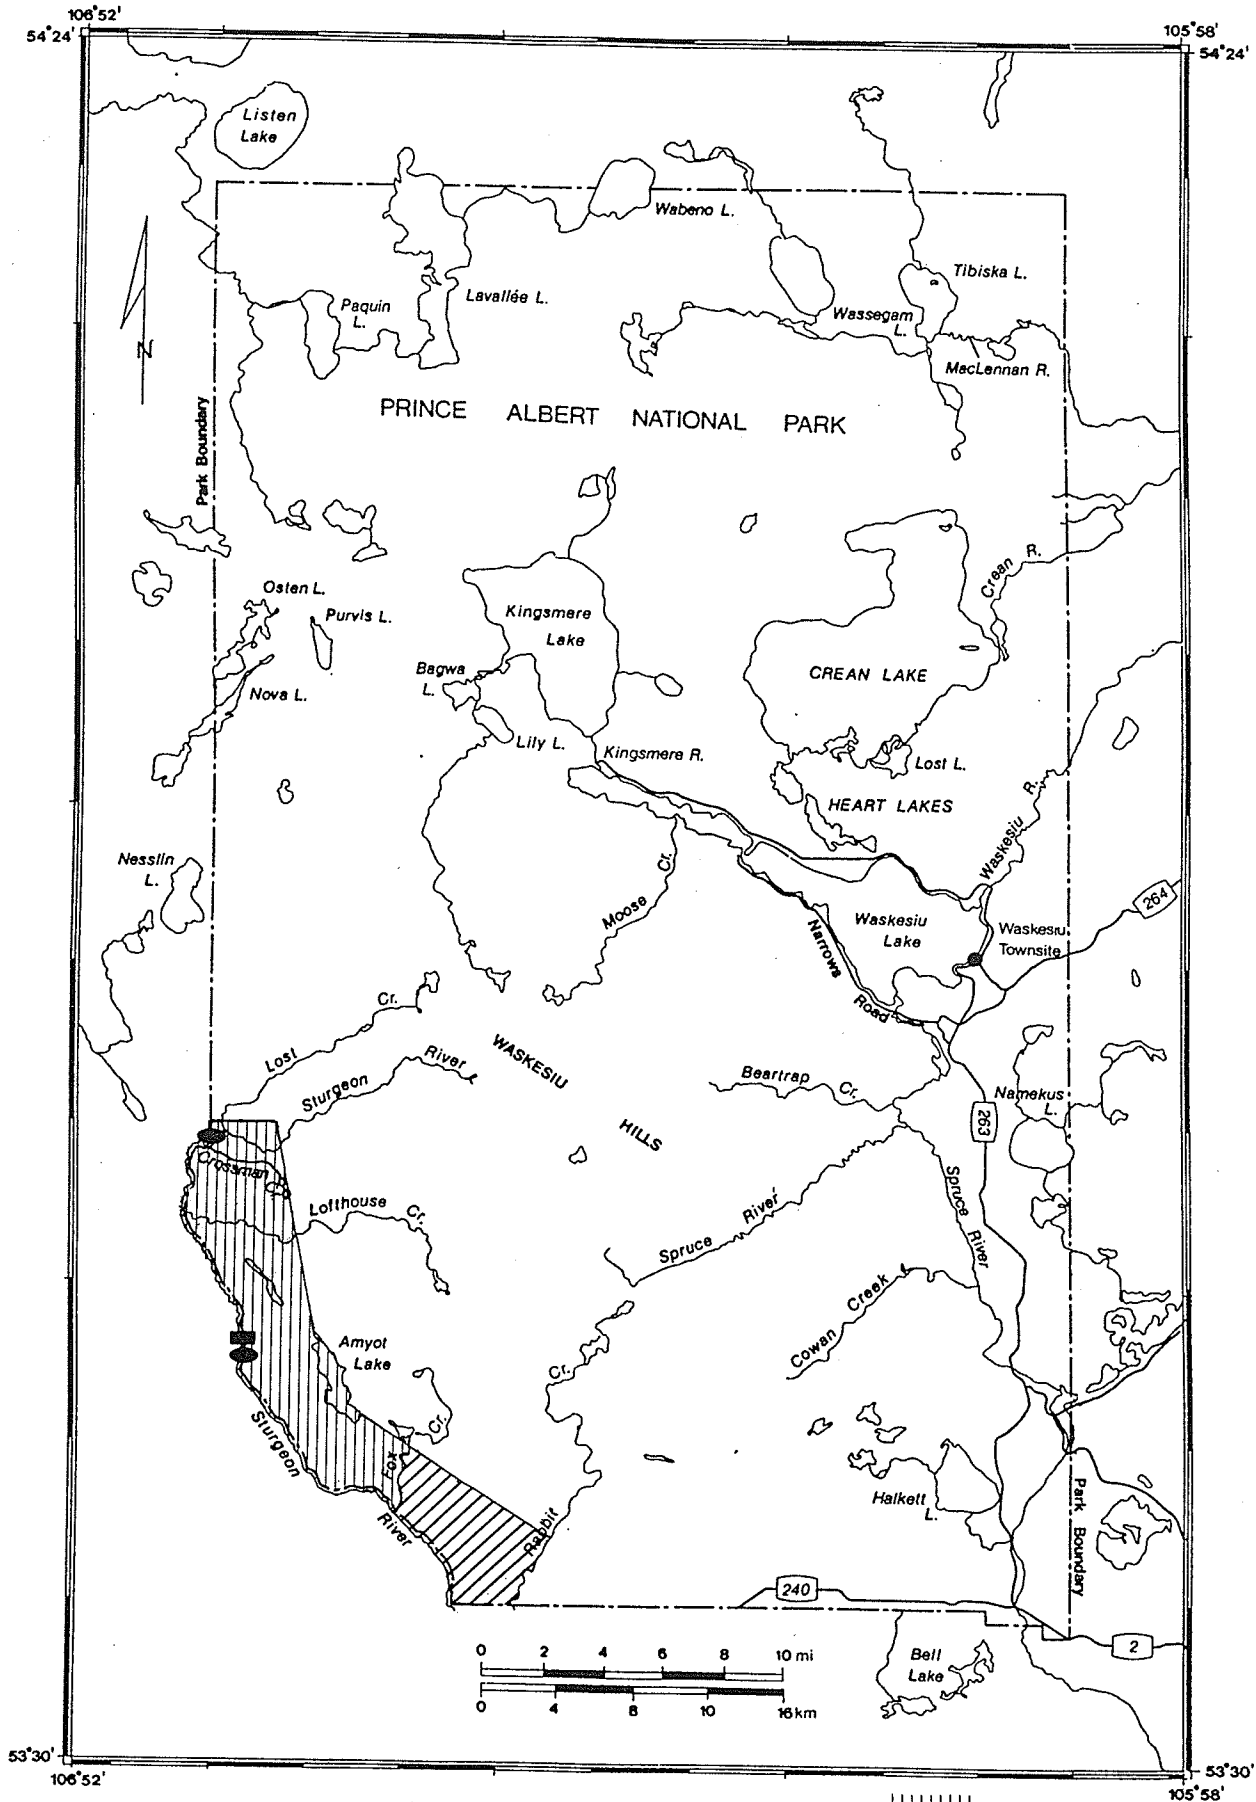 106°52'
105°58'
54°24'
54°24'
Listen
Lake
Wabeno L.
Tibiska L.
Lavallée L.
Paquin
L.
Wassegam
L.
MacLennan R.
N
PRINCE ALBERT NATIONAL PARK
Park Boundary
Crean R.
Osten L.
Purvis L.
Kingsmere
Lake
Bagwa
L.
CREAN LAKE
Nova L.
Lily L.
Kingsmere R.
Lost L.
HEART LAKES
Waskesiu R.
Nesslin
L.
Moose Cr.
264
Waskesiu
Lake
Waskesiu
Townsite
Narrows Road
Lost Cr.
Sturgeon River
WASKESIU HILLS
Beartrap Cr.
Namekus
L.
263
Crossman
Lofthouse Cr.
Spruce River
Spruce River
Cowan Creek
Amyot
Lake
Cr.
Fox Cr.
Sturgeon River
Rabbit
Halkett
L.
Park Boundary
240
2
0 2 4 6 8 10 mi
0 4 8 10 16 km
Bell
Lake
53°30'
53°30'
106°52'
105°58'